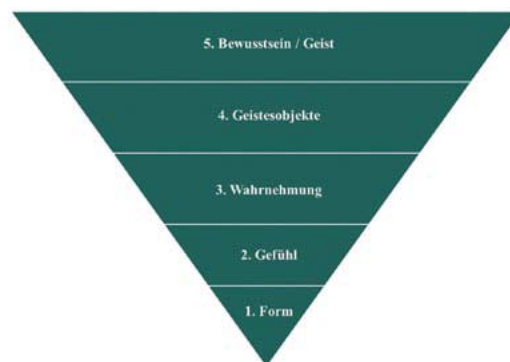 5. Bewusstsein / Geist
4. Geistesobjekte
3. Wahrnehmung
2. Gefühl
1. Form